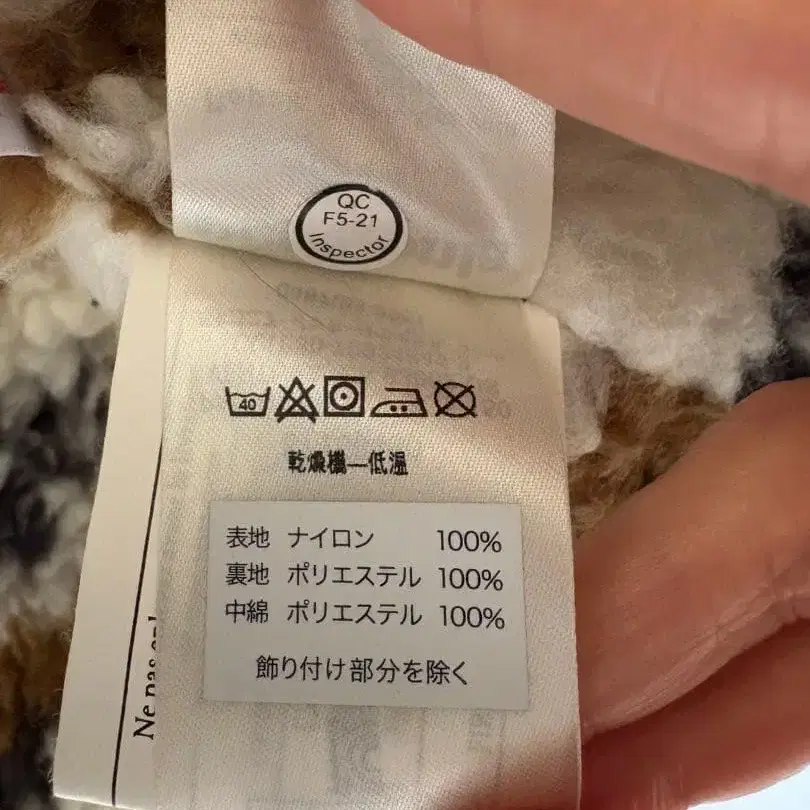 QC
F5-21
Inspector
40
乾燥機—低温
表地 ナイロン 100%
裏地 ポリエステル 100%
中綿 ポリエステル 100%
飾り付け部分を除く
Ne pas